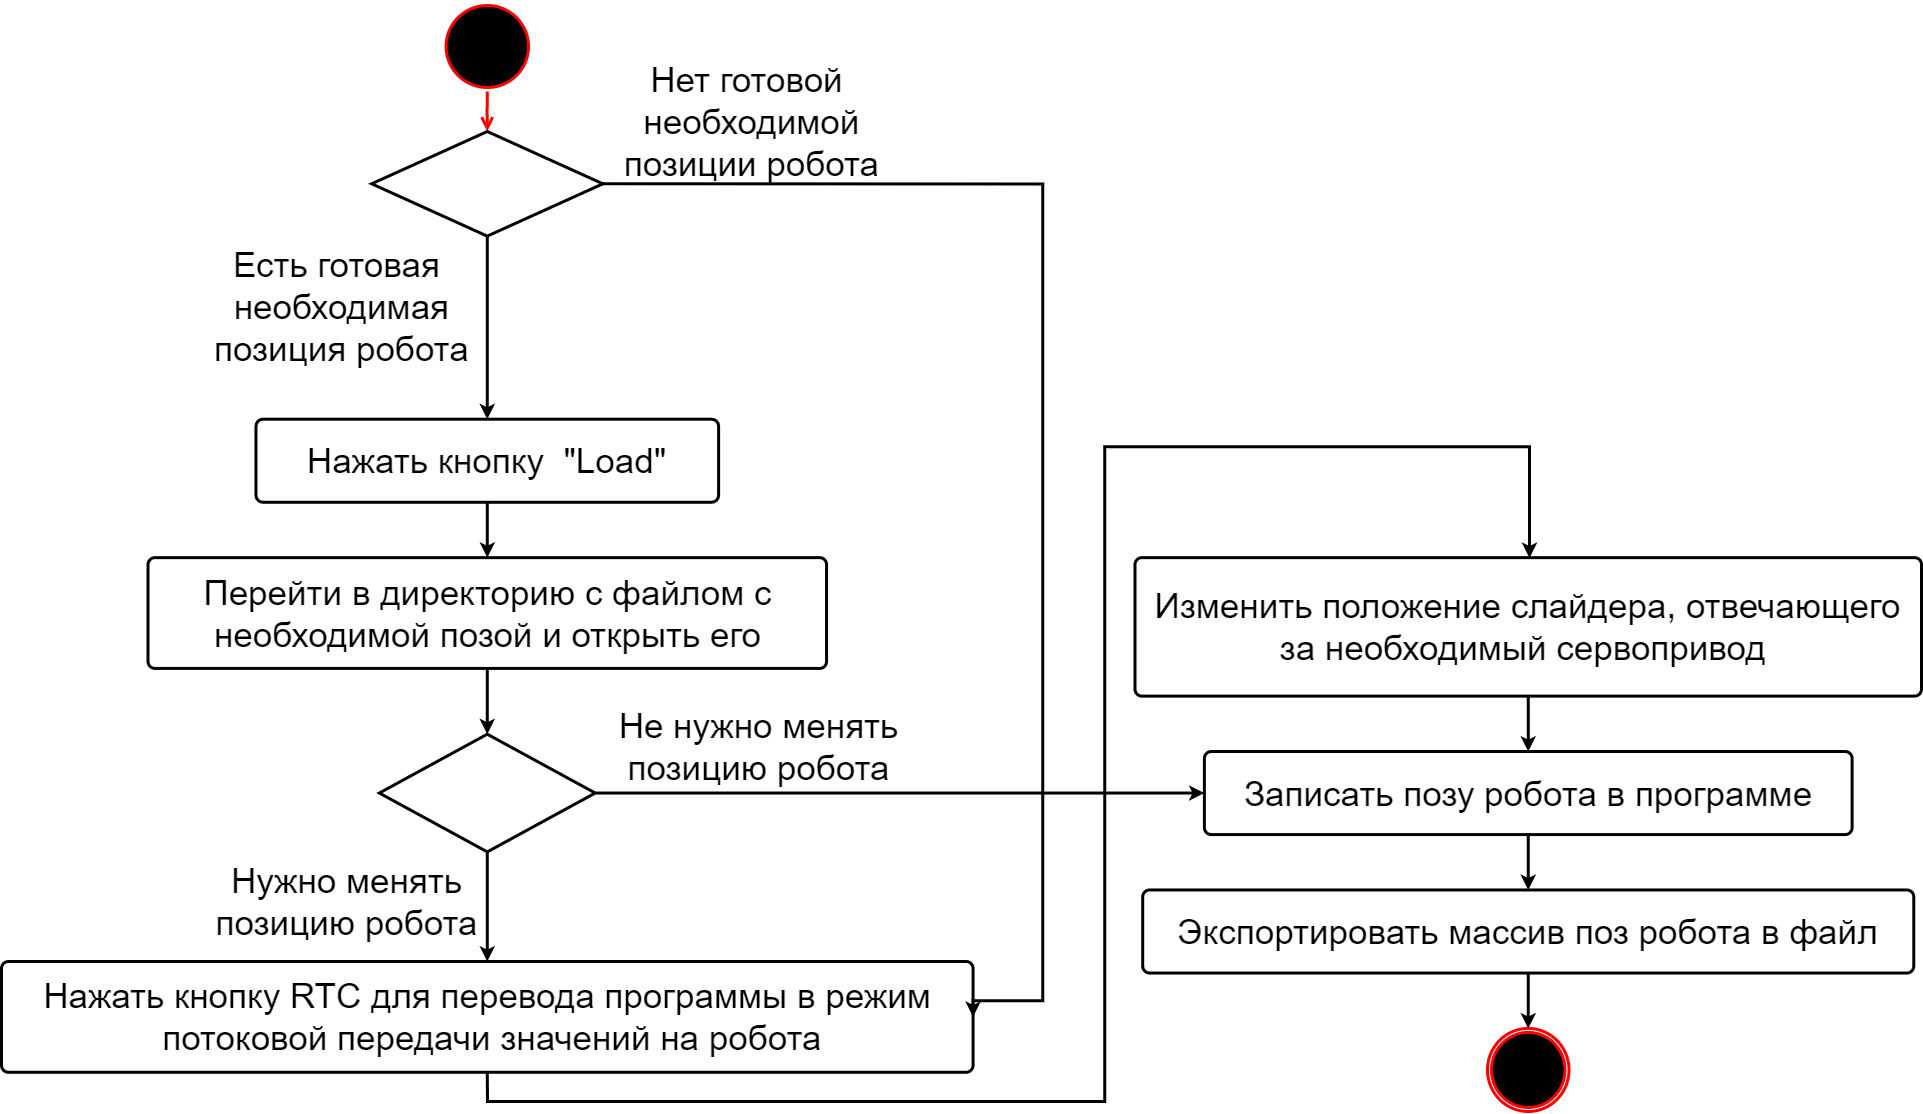 Нет готовой
необходимой
позиции робота
Есть готовая
необходимая
позиция робота
Нажать кнопку  "Load"
Перейти в директорию с файлом с
необходимой позой и открыть его
Не нужно менять
позицию робота
Нужно менять
позицию робота
Нажать кнопку RTC для перевода программы в режим
потоковой передачи значений на робота
Изменить положение слайдера, отвечающего
за необходимый сервопривод
Записать позу робота в программе
Экспортировать массив поз робота в файл